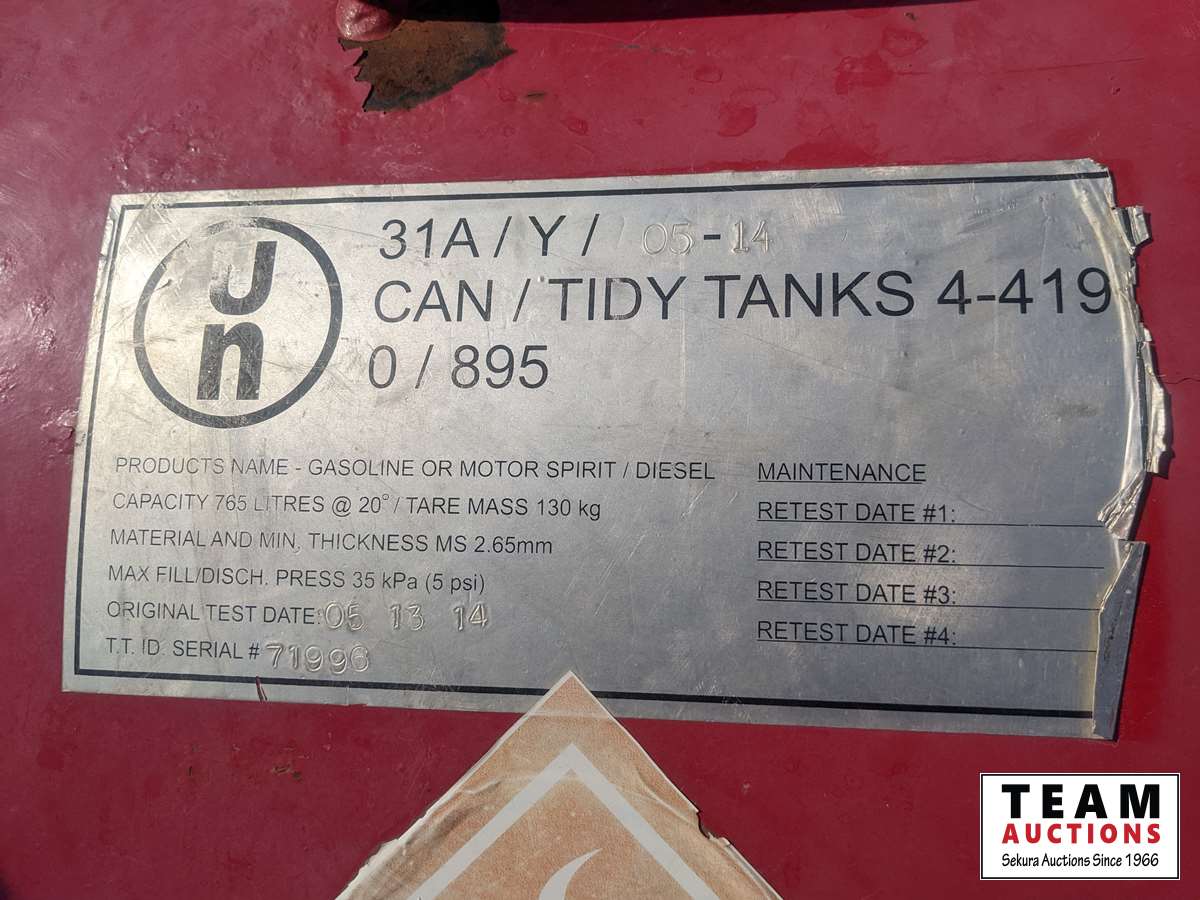 UN
31A / Y / 05-14
CAN / TIDY TANKS 4-419
0 / 895
PRODUCTS NAME - GASOLINE OR MOTOR SPIRIT / DIESEL
CAPACITY 765 LITRES @ 20° / TARE MASS 130 kg
MATERIAL AND MIN, THICKNESS MS 2.65mm
MAX FILL/DISCH. PRESS 35 kPa (5 psi)
ORIGINAL TEST DATE: 05 13 14
T.T. ID. SERIAL # 71996
MAINTENANCE
RETEST DATE #1:
RETEST DATE #2:
RETEST DATE #3:
RETEST DATE #4:
TEAM
AUCTIONS
Sekura Auctions Since 1966